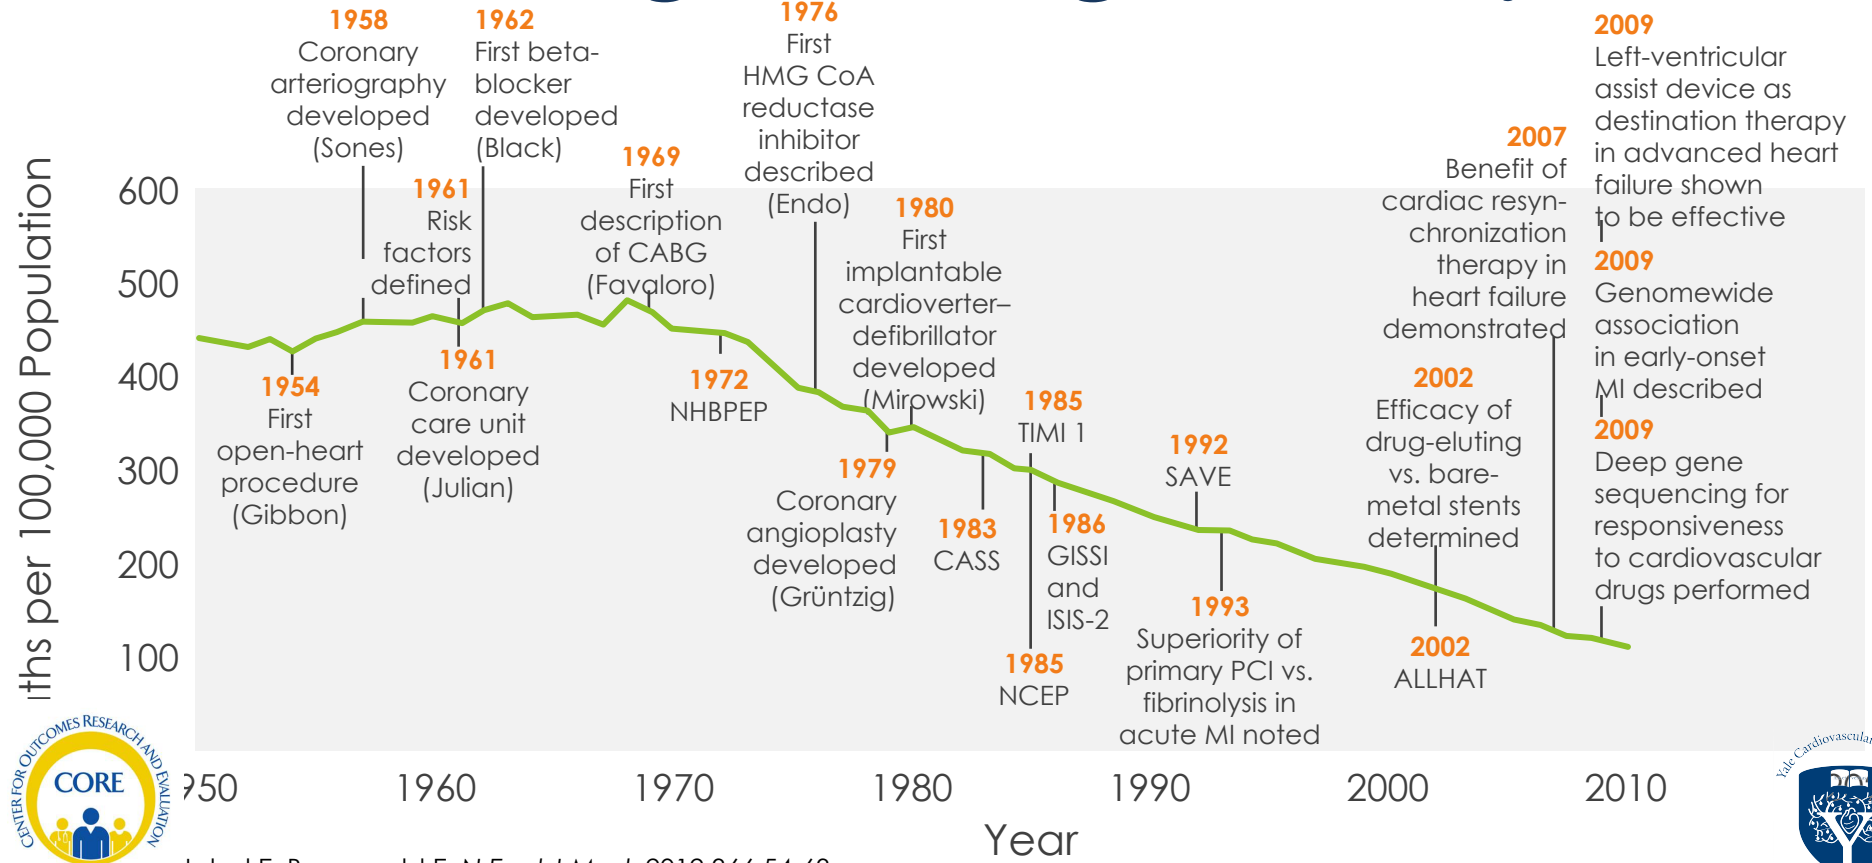 1958
Coronary
arteriography
developed
(Sones)
1962
First beta-
blocker
developed
(Black)
1976
First
HMG CoA
reductase
inhibitor
described
(Endo)
2009
Left-ventricular
assist device as
destination therapy
in advanced heart
failure shown
to be effective
1961
Risk
factors
defined
1969
First
description
of CABG
(Favaloro)
1980
First
implantable
cardioverter–
defibrillator
developed
(Mirowski)
2007
Benefit of
cardiac resyn-
chronization
therapy in
heart failure
demonstrated
2009
Genomewide
association
in early-onset
MI described
2009
Deep gene
sequencing for
responsiveness
to cardiovascular
drugs performed
1954
First
open-heart
procedure
(Gibbon)
1961
Coronary
care unit
developed
(Julian)
1972
NHBPEP
1979
Coronary
angioplasty
developed
(Grüntzig)
1983
CASS
1985
TIMI 1
1985
NCEP
1986
GISSI
and
ISIS-2
1992
SAVE
1993
Superiority of
primary PCI vs.
fibrinolysis in
acute MI noted
2002
Efficacy of
drug-eluting
vs. bare-
metal stents
determined
2002
ALLHAT
per 100,000 Population
600
500
400
300
200
100
950
1960
1970
1980
1990
2000
2010
Year
CENTER FOR OUTCOMES RESEARCH AND EVALUATION
CORE
Yale Cardiovascular